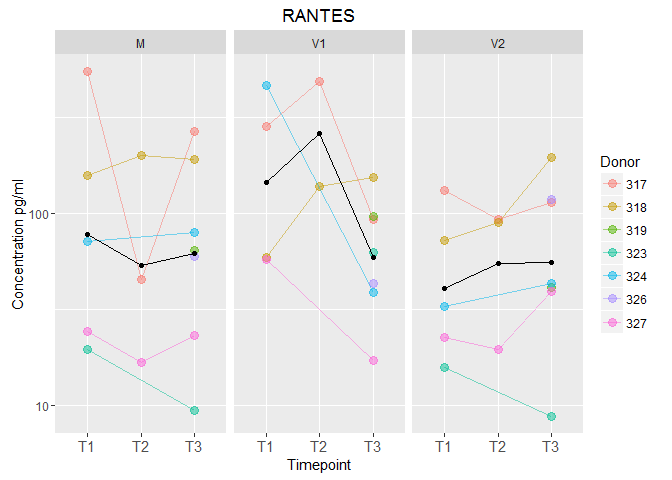 RANTES
M V1 V2
Concentration pg/ml
100
10
T1 T2 T3 T1 T2 T3 T1 T2 T3
Timepoint
Donor
317
318
319
323
324
326
327